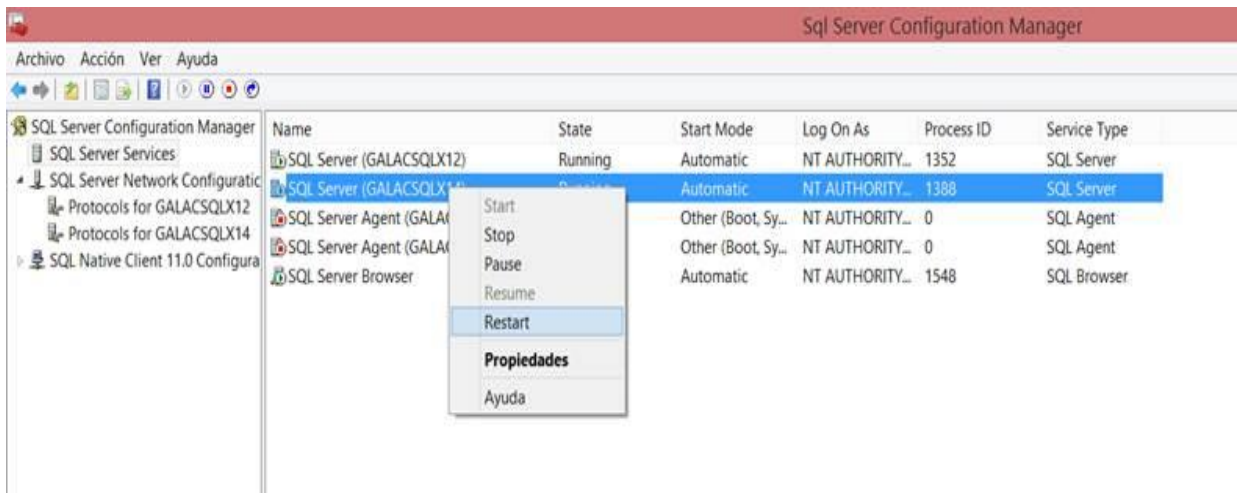 Sql Server Configuration Manager
Archivo Acción Ver Ayuda
SQL Server Configuration Manager
SQL Server Services
SQL Server Network Configuratic
Protocols for GALACSQLX12
Protocols for GALACSQLX14
SQL Native Client 11.0 Configura
Name State Start Mode Log On As Process ID Service Type
SQL Server (GALACSQLX12) Running Automatic NT AUTHORITY... 1352 SQL Server
SQL Server (GALACSQLX14) Running Automatic NT AUTHORITY... 1388 SQL Server
SQL Server Agent (GALA Other (Boot, Sy... NT AUTHORITY... 0 SQL Agent
SQL Server Agent (GALA Other (Boot, Sy... NT AUTHORITY... 0 SQL Agent
SQL Server Browser Automatic NT AUTHORITY... 1548 SQL Browser
Start
Stop
Pause
Resume
Restart
Propiedades
Ayuda